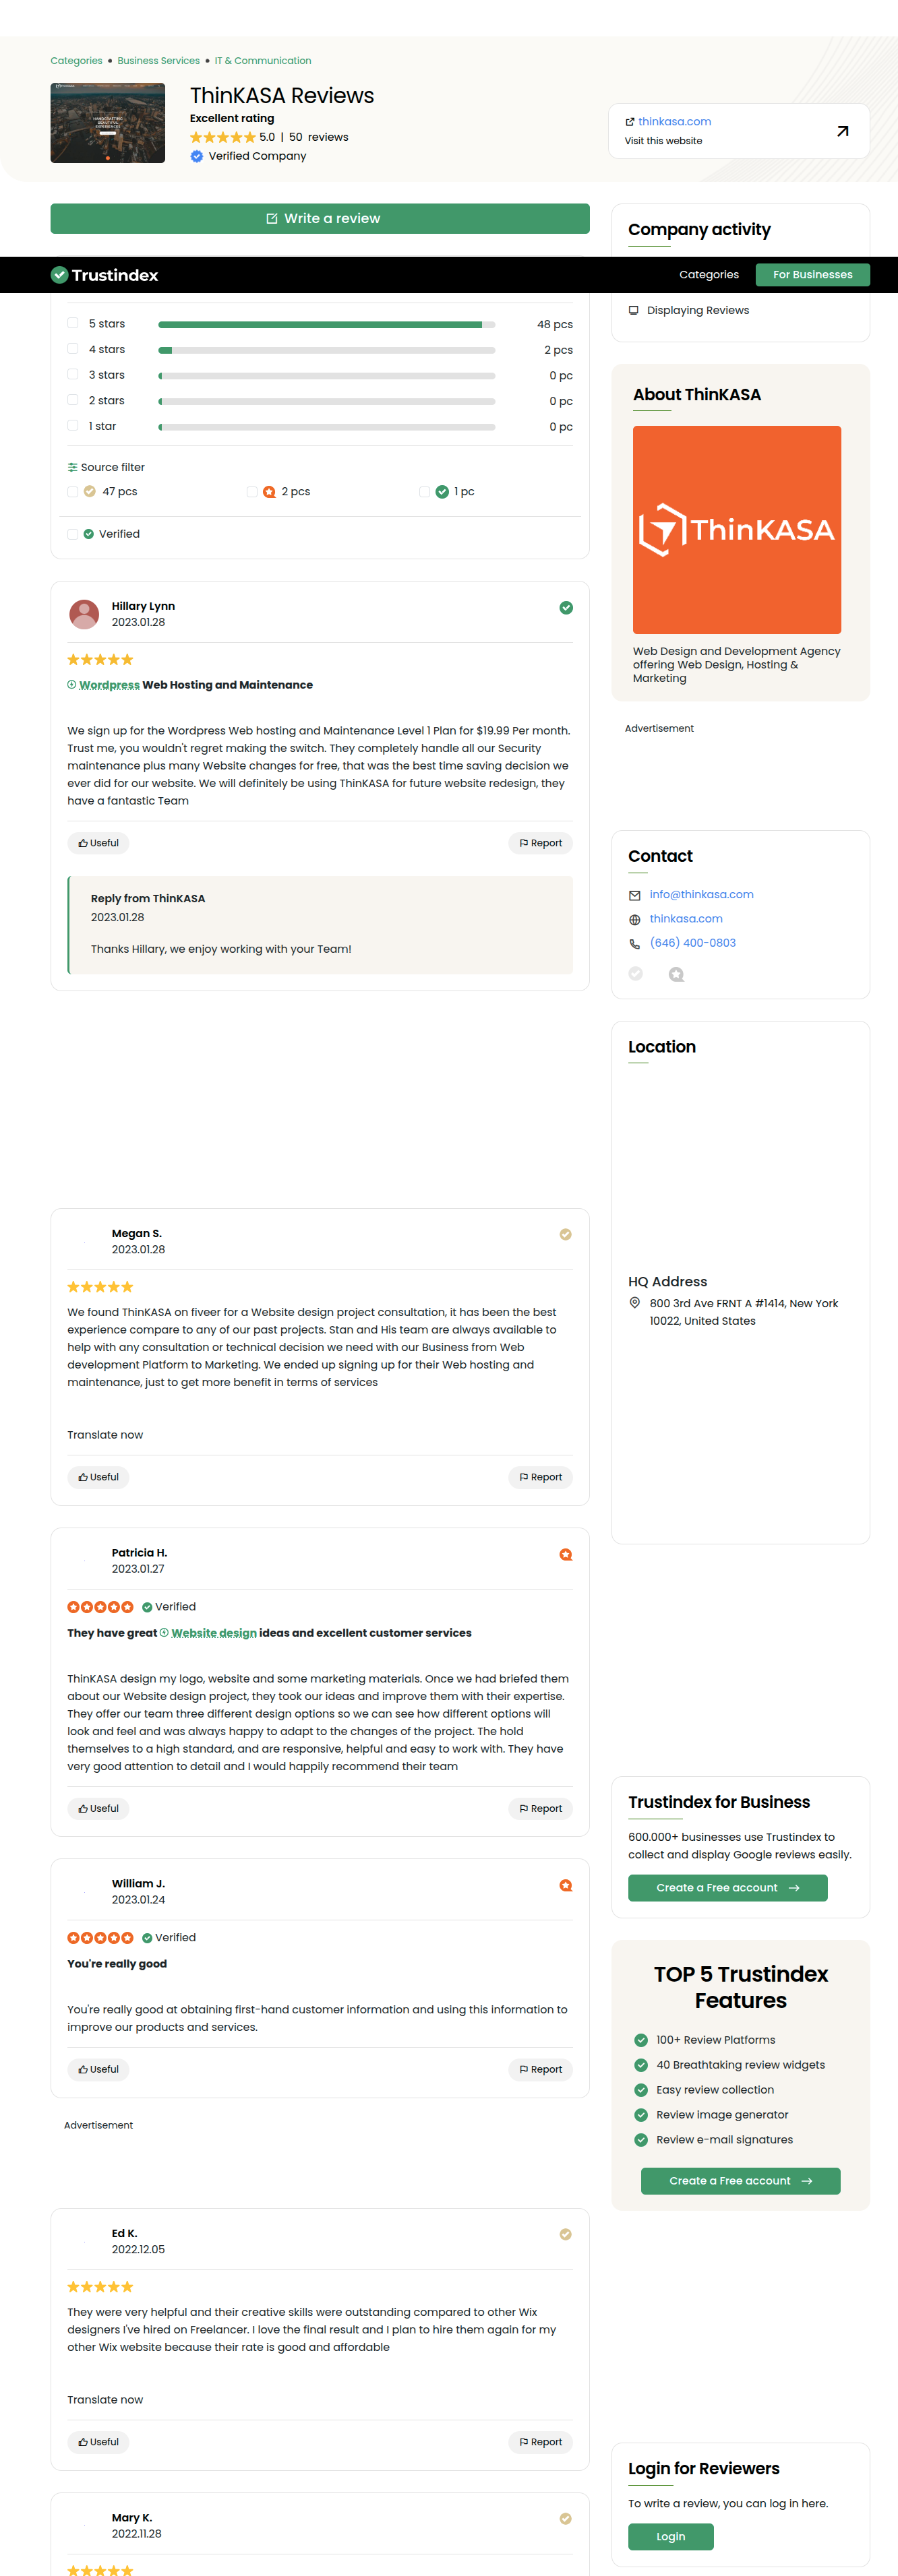 Categories • Business Services • IT & Communication
ThinKASA Reviews
Excellent rating
5.0 | 50 reviews
Verified Company
thinkasa.com
Visit this website
Write a review
Company activity
Trustindex
Categories
For Businesses
Displaying Reviews
5 stars 48 pcs
4 stars 2 pcs
3 stars 0 pc
2 stars 0 pc
1 star 0 pc
Source filter
47 pcs 2 pcs 1 pc
Verified
About ThinKASA
ThinKASA
Web Design and Development Agency
offering Web Design, Hosting &
Marketing
Advertisement
Hillary Lynn
2023.01.28
Wordpress Web Hosting and Maintenance
We sign up for the Wordpress Web hosting and Maintenance Level 1 Plan for $19.99 Per month.
Trust me, you wouldn't regret making the switch. They completely handle all our Security
maintenance plus many Website changes for free, that was the best time saving decision we
ever did for our website. We will definitely be using ThinKASA for future website redesign, they
have a fantastic Team
Useful
Report
Reply from ThinKASA
2023.01.28
Thanks Hillary, we enjoy working with your Team!
Contact
info@thinkasa.com
thinkasa.com
(646) 400-0803
Location
HQ Address
800 3rd Ave FRNT A #1414, New York
10022, United States
Megan S.
2023.01.28
We found ThinKASA on fiveer for a Website design project consultation, it has been the best
experience compare to any of our past projects. Stan and His team are always available to
help with any consultation or technical decision we need with our Business from Web
development Platform to Marketing. We ended up signing up for their Web hosting and
maintenance, just to get more benefit in terms of services
Translate now
Useful
Report
Patricia H.
2023.01.27
Verified
They have great Website design ideas and excellent customer services
ThinKASA design my logo, website and some marketing materials. Once we had briefed them
about our Website design project, they took our ideas and improve them with their expertise.
They offer our team three different design options so we can see how different options will
look and feel and was always happy to adapt to the changes of the project. The hold
themselves to a high standard, and are responsive, helpful and easy to work with. They have
very good attention to detail and I would happily recommend their team
Useful
Report
William J.
2023.01.24
Verified
You're really good
You're really good at obtaining first-hand customer information and using this information to
improve our products and services.
Useful
Report
Advertisement
Trustindex for Business
600.000+ businesses use Trustindex to
collect and display Google reviews easily.
Create a Free account
TOP 5 Trustindex
Features
100+ Review Platforms
40 Breathtaking review widgets
Easy review collection
Review image generator
Review e-mail signatures
Create a Free account
Ed K.
2022.12.05
They were very helpful and their creative skills were outstanding compared to other Wix
designers I've hired on Freelancer. I love the final result and I plan to hire them again for my
other Wix website because their rate is good and affordable
Translate now
Useful
Report
Mary K.
2022.11.28
Login for Reviewers
To write a review, you can log in here.
Login